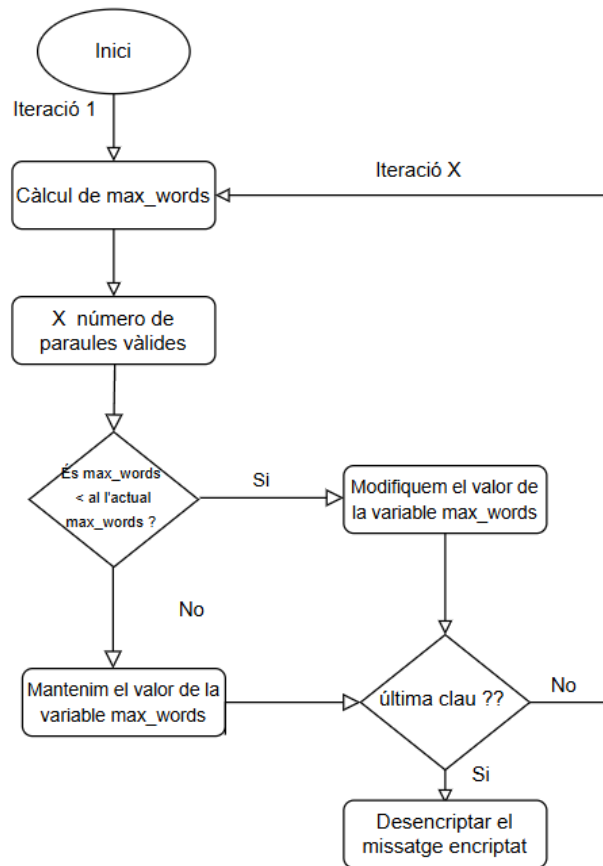 Inici
Iteració 1
Iteració X
Càlcul de max_words
X número de
paraules vàlides
És max_words
< al l'actual
max_words ?
Si
Modifiquem el valor de
la variable max_words
No
Mantenim el valor de la
variable max_words
última clau ??
No
Si
Desencriptar el
missatge encriptat